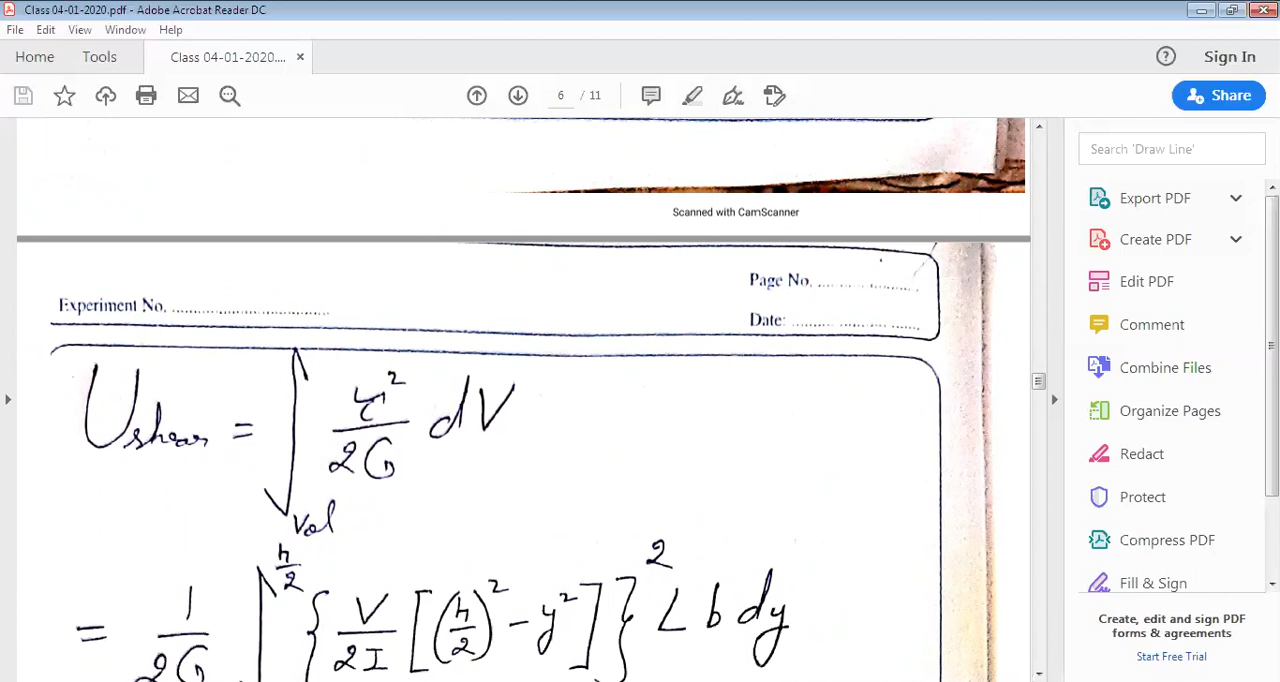 Class 04-01-2020.pdf - Adobe Acrobat Reader DC
File Edit View Window Help
Home Tools Class 04-01-2020.... × Sign In
6 / 11 Share
Search 'Draw Line'
Export PDF
Create PDF
Edit PDF
Comment
Combine Files
Organize Pages
Redact
Protect
Compress PDF
Fill & Sign
Create, edit and sign PDF
forms & agreements
Start Free Trial
Scanned with CamScanner
Page No. ........................
Experiment No. ........................................
Date: ........................
U_shear = ∫_Vol τ²/2G dV
= 1/2G ∫^{h/2} { V/2I [ (h/2)² - y² ] }² L b dy